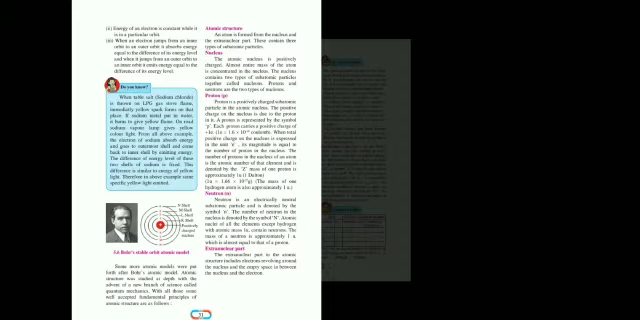 (ii) Energy of an electron is constant while it
is in a particular orbit.
(iii) When an electron jumps from an inner
orbit to an outer orbit it absorbs energy
equal to the difference of its energy level
and when it jumps from an outer orbit to
an inner orbit it emits energy equal to the
difference of its energy level.
Do you know?
When table salt (Sodium chloride)
is thrown on LPG gas stove flame,
immediately yellow spark forms on that
place. If sodium metal put in water,
it burns to give yellow flame. On road
sodium vapour lamp gives yellow
colour light. From all above example,
the electron of sodium absorb energy
and goes to outermost shell and come
back to inner shell by emitting energy.
The difference of energy level of these
two shells of sodium is fixed. This
difference is similar to energy of yellow
light. Therefore in above example same
specific yellow light emitted.
N Shell
M Shell
L Shell
K Shell
Positively
charged
nucleus
5.6 Bohr's stable orbit atomic model
Some more atomic models were put
forth after Bohr's atomic model. Atomic
structure was studied in depth with the
advent of a new branch of science called
quantum mechanics. With all those some
well accepted fundamental principles of
atomic structure are as follows :
Atomic structure
An atom is formed from the nucleus and
the extranuclear part. These contain three
types of subatomic particles.
Nucleus
The atomic nucleus is positively
charged. Almost entire mass of the atom
is concentrated in the nucleus. The nucleus
contains two types of subatomic particles
together called nucleons. Protons and
neutrons are the two types of nucleons.
Proton (p)
Proton is a positively charged subatomic
particle in the atomic nucleus. The positive
charge on the nucleus is due to the proton
in it. A proton is represented by the symbol
'p'. Each proton carries a positive charge of
+1e. (1e = 1.6 × 10⁻¹⁹ coulomb). When total
positive charge on the nucleus is expressed
in the unit 'e', its magnitude is equal to
the number of proton in the nucleus. The
number of protons in the nucleus of an atom is
the atomic number of that element and is
denoted by the 'Z' mass of one proton is
approximately 1u (1 Dalton)
(1u = 1.66 × 10⁻²⁷g) (The mass of one
hydrogen atom is also approximately 1 u.)
Neutron (n)
Neutron is an electrically neutral
subatomic particle and is denoted by the
symbol 'n'. The number of neutron in the
nucleus is denoted by the symbol 'N'. Atomic
nuclei of all the elements except hydrogen
with atomic mass 1u, contain neutrons. The
mass of a neutron is approximately 1 u,
which is almost equal to that of a proton.
Extranuclear part
The extranuclear part in the atomic
structure includes electrons revolving around
the nucleus and the empty space in between
the nucleus and the electron.
51